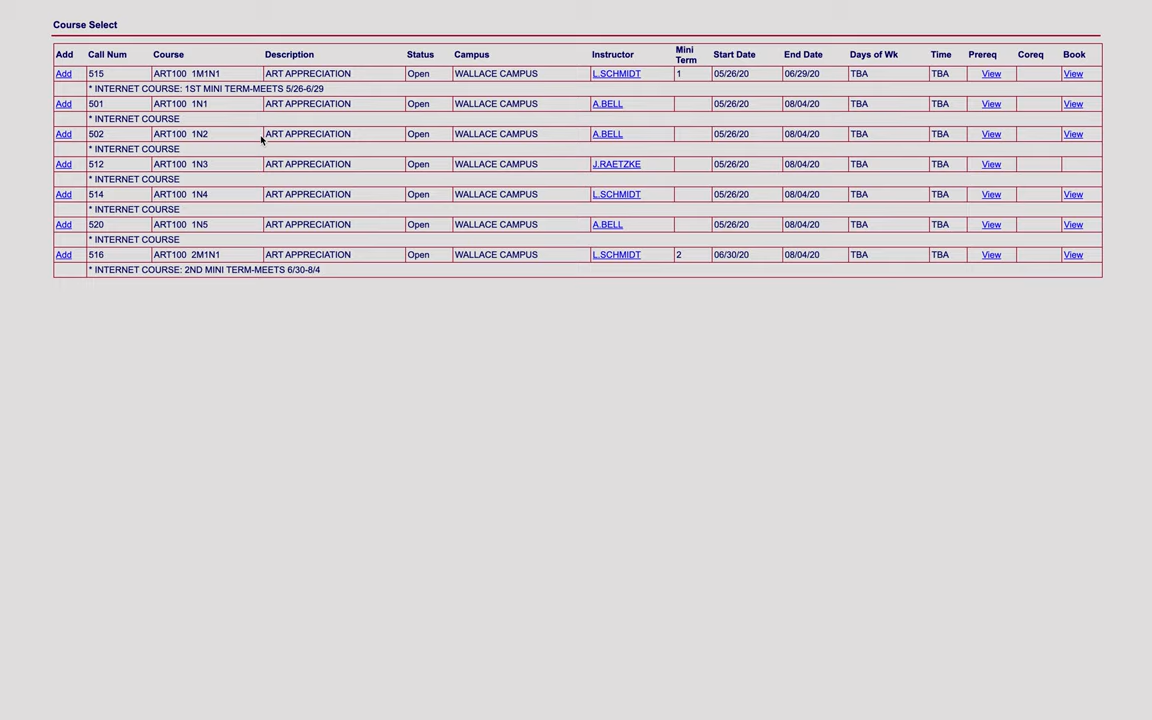 Course Select
Add Call Num Course Description Status Campus Instructor Mini Term Start Date End Date Days of Wk Time Prereq Coreq Book
Add 515 ART100 1M1N1 ART APPRECIATION Open WALLACE CAMPUS L.SCHMIDT 1 05/26/20 06/29/20 TBA TBA View View
* INTERNET COURSE: 1ST MINI TERM-MEETS 5/26-6/29
Add 501 ART100 1N1 ART APPRECIATION Open WALLACE CAMPUS A.BELL 05/26/20 08/04/20 TBA TBA View View
* INTERNET COURSE
Add 502 ART100 1N2 ART APPRECIATION Open WALLACE CAMPUS A.BELL 05/26/20 08/04/20 TBA TBA View View
* INTERNET COURSE
Add 512 ART100 1N3 ART APPRECIATION Open WALLACE CAMPUS J.RAETZKE 05/26/20 08/04/20 TBA TBA View
* INTERNET COURSE
Add 514 ART100 1N4 ART APPRECIATION Open WALLACE CAMPUS L.SCHMIDT 05/26/20 08/04/20 TBA TBA View View
* INTERNET COURSE
Add 520 ART100 1N5 ART APPRECIATION Open WALLACE CAMPUS A.BELL 05/26/20 08/04/20 TBA TBA View View
* INTERNET COURSE
Add 516 ART100 2M1N1 ART APPRECIATION Open WALLACE CAMPUS L.SCHMIDT 2 06/30/20 08/04/20 TBA TBA View View
* INTERNET COURSE: 2ND MINI TERM-MEETS 6/30-8/4